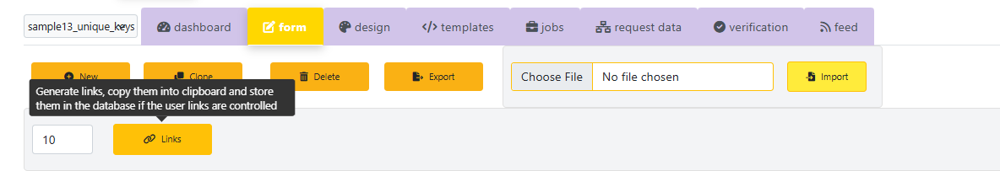 sample13_unique_keys
dashboard
form
design
templates
jobs
request data
verification
feed
New
Clone
Delete
Export
Choose File
No file chosen
Import
Generate links, copy them into clipboard and store
them in the database if the user links are controlled
10
Links